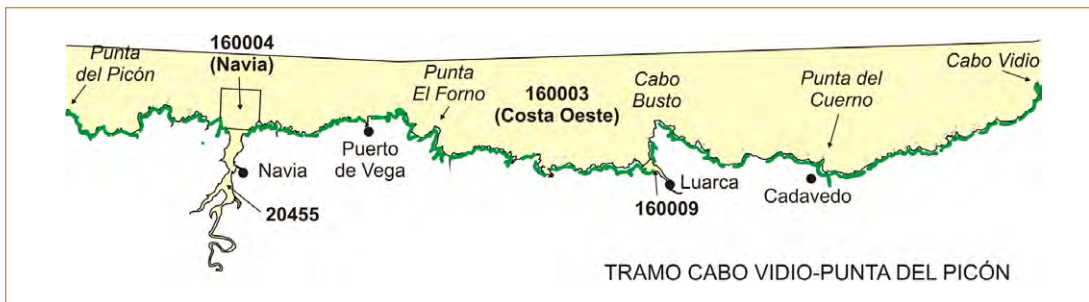 Punta
del Picón
160004
(Navia)
Punta
El Forno
160003
(Costa Oeste)
Cabo
Busto
Punta del
Cuerno
Cabo Vidio
Navia
20455
Puerto
de Vega
Luarca
160009
Cadavedo
TRAMO CABO VIDIO-PUNTA DEL PICÓN